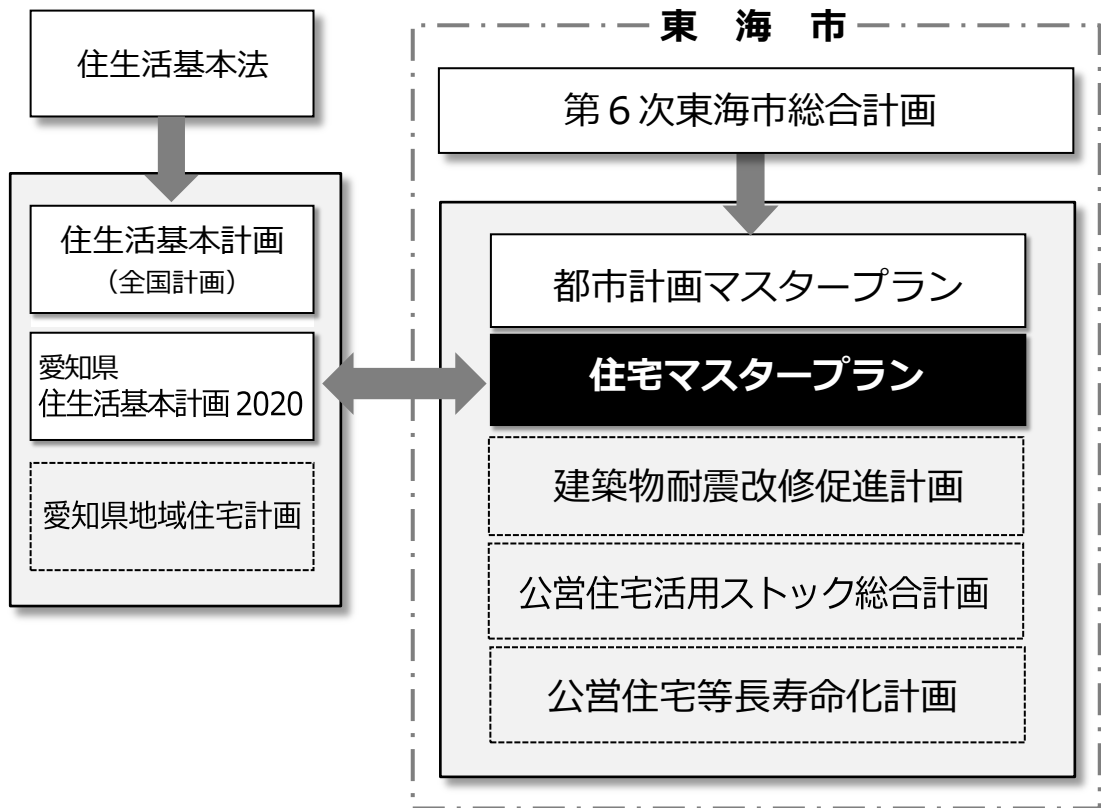 住生活基本法
住生活基本計画
（全国計画）
愛知県
住生活基本計画2020
愛知県地域住宅計画
東 海 市
第６次東海市総合計画
都市計画マスタープラン
住宅マスタープラン
建築物耐震改修促進計画
公営住宅活用ストック総合計画
公営住宅等長寿命化計画